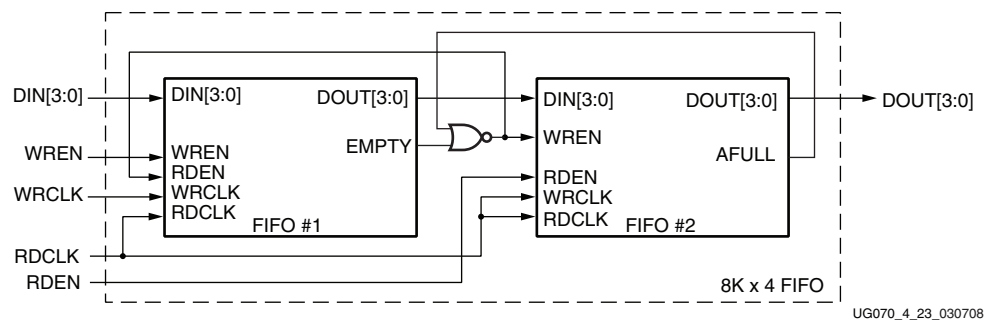 DIN[3:0]
WREN
WRCLK
RDCLK
RDEN
DIN[3:0]
DOUT[3:0]
EMPTY
WREN
RDEN
WRCLK
RDCLK
FIFO #1
DIN[3:0]
DOUT[3:0]
WREN
AFULL
RDEN
WRCLK
RDCLK
FIFO #2
DOUT[3:0]
8K x 4 FIFO
UG070_4_23_030708